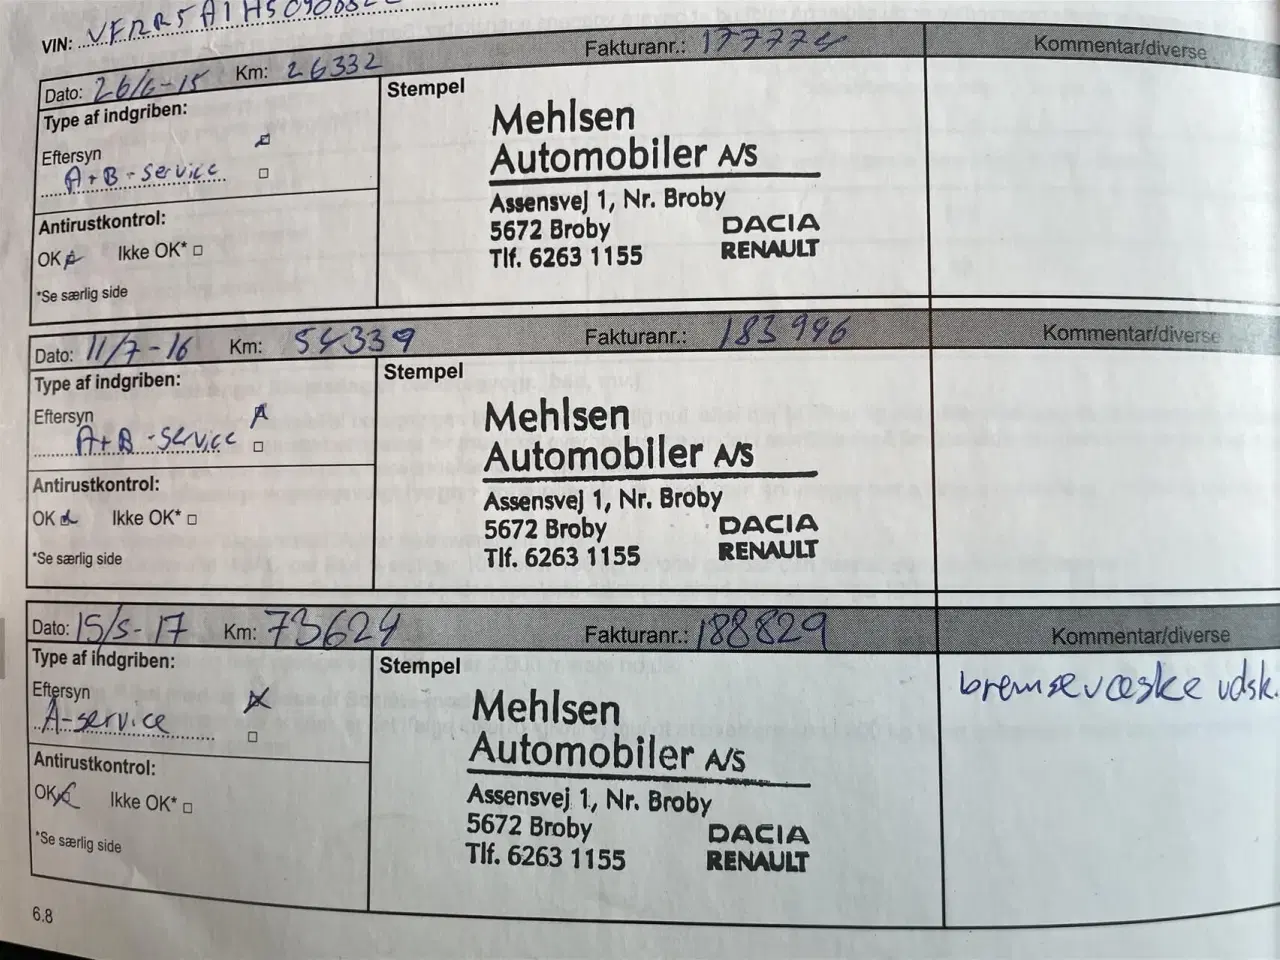 VIN:
Dato: 26/6-15 Km: 26332 Fakturanr.: Kommentar/diverse
Type af indgriben:
Stempel
Eftersyn
A+B-service
Mehlsen
Automobiler A/S
Assensvej 1, Nr. Broby
5672 Broby DACIA
Tlf. 6263 1155 RENAULT
Antirustkontrol:
OK Ikke OK*
*Se særlig side
Dato: 11/7-16 Km: 54339 Fakturanr.: 183996 Kommentar/diverse
Type af indgriben:
Stempel
Eftersyn
A+B-service
Mehlsen
Automobiler A/S
Assensvej 1, Nr. Broby
5672 Broby DACIA
Tlf. 6263 1155 RENAULT
Antirustkontrol:
OK Ikke OK*
*Se særlig side
Dato: 15/5-17 Km: 73624 Fakturanr.: 188829 Kommentar/diverse
Type af indgriben:
Stempel
bremsevæske udsk.
Eftersyn
A-service
Mehlsen
Automobiler A/S
Assensvej 1, Nr. Broby
5672 Broby DACIA
Tlf. 6263 1155 RENAULT
Antirustkontrol:
OK Ikke OK*
*Se særlig side
6.8